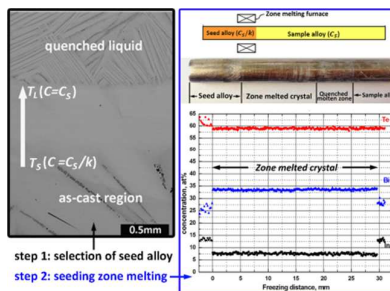 quenched liquid
T_L(C=C_S)
T_S(C=C_S/k)
as-cast region
0.5mm
step 1: selection of seed alloy
step 2: seeding zone melting
Zone melting furnace
Seed alloy (C_S/k)
Sample alloy (C_S)
Seed alloy
Zone melted crystal
Quenched
molten zone
Sample alloy
concentration, at%
65
60
55
50
45
40
35
30
25
20
15
10
5
0
Te
Zone melted crystal
Bi
In
0 5 10 15 20 25 30
Freezing distance, mm